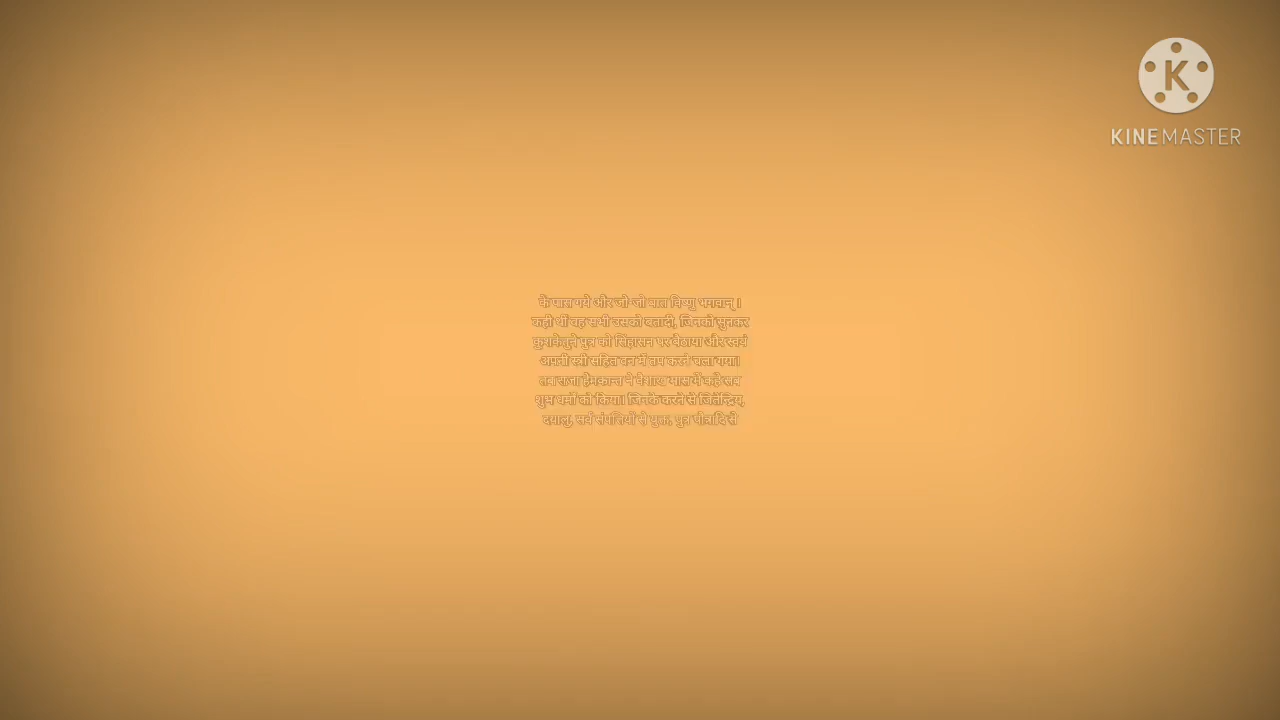 के पास गये और जो-जो बात विष्णु भगवान् ।
कही थीं वह सभी उसको बतादी, जिनको सुनकर
कुशकेतुने पुत्र को सिंहासन पर बैठाया और स्वयं
अपनी स्त्री सहित वन में तप करने चला गया।
तब राजा हेमकान्त ने वैशाख मास में कहे सब
शुभ धर्मों को किया। जिनके करने से जितेन्द्रिय,
दयालु, सर्व संपत्तियों से युक्त, पुत्र पौत्रादि से
KINEMASTER